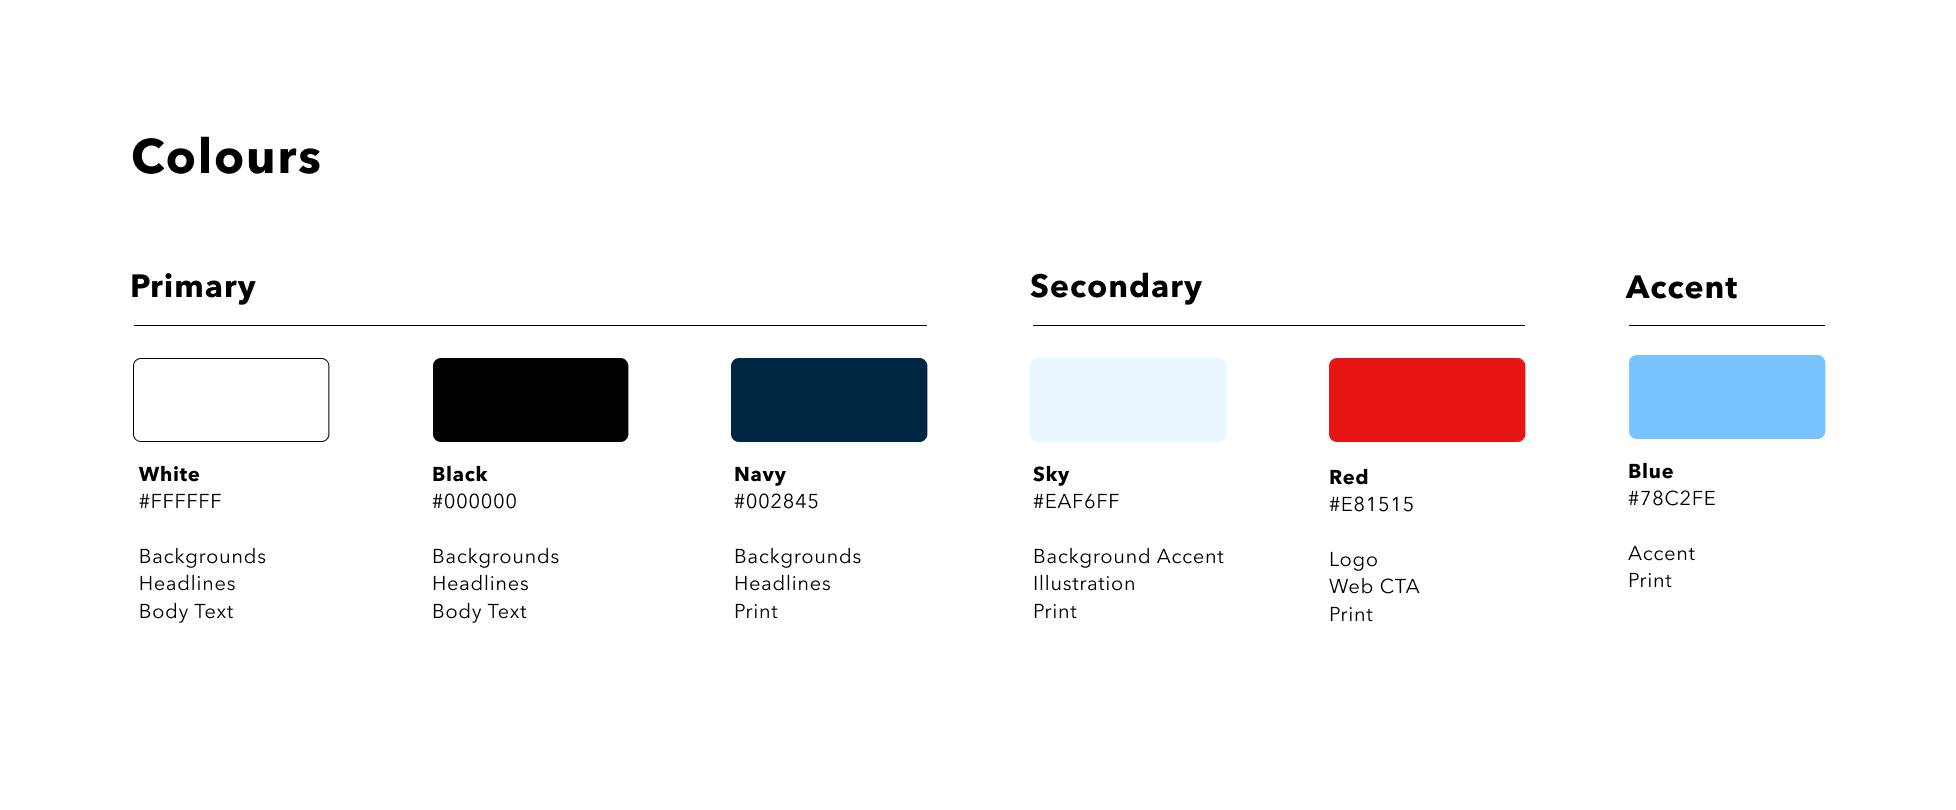 Colours
Primary
White
#FFFFFF
Backgrounds
Headlines
Body Text
Black
#000000
Backgrounds
Headlines
Body Text
Navy
#002845
Backgrounds
Headlines
Print
Secondary
Sky
#EAF6FF
Background Accent
Illustration
Print
Red
#E81515
Logo
Web CTA
Print
Accent
Blue
#78C2FE
Accent
Print